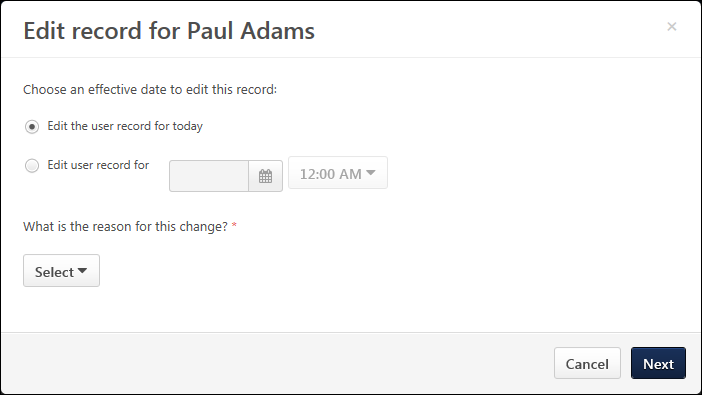 Edit record for Paul Adams
×
Choose an effective date to edit this record:
Edit the user record for today
Edit user record for
12:00 AM
What is the reason for this change? *
Select
Cancel
Next